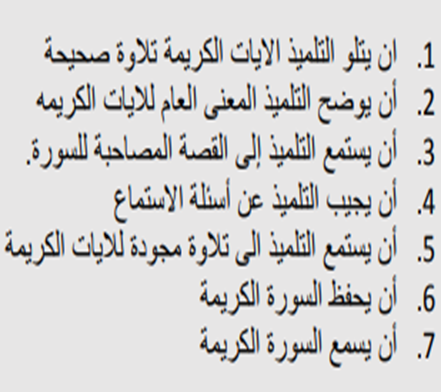 1. ان يتلو التلميذ الايات الكريمة تلاوة صحيحة
2. أن يوضح التلميذ المعنى العام للايات الكريمه
3. أن يستمع التلميذ إلى القصة المصاحبة للسورة.
4. أن يجيب التلميذ عن أسئلة الاستماع
5. أن يستمع التلميذ الى تلاوة مجودة للايات الكريمة
6. أن يحفظ السورة الكريمة
7. أن يسمع السورة الكريمة